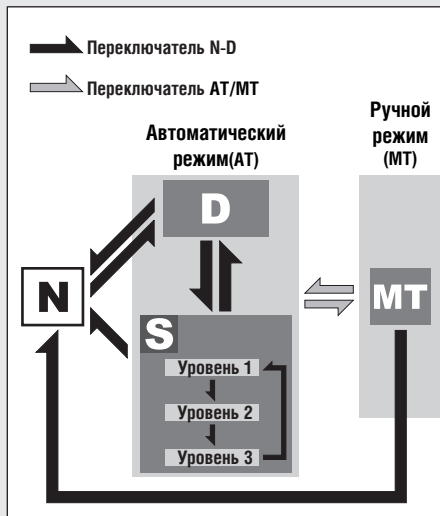 Переключатель N-D
Переключатель AT/MT
Автоматический
режим(AT)
Ручной
режим
(MT)
D
N
MT
S
Уровень 1
Уровень 2
Уровень 3